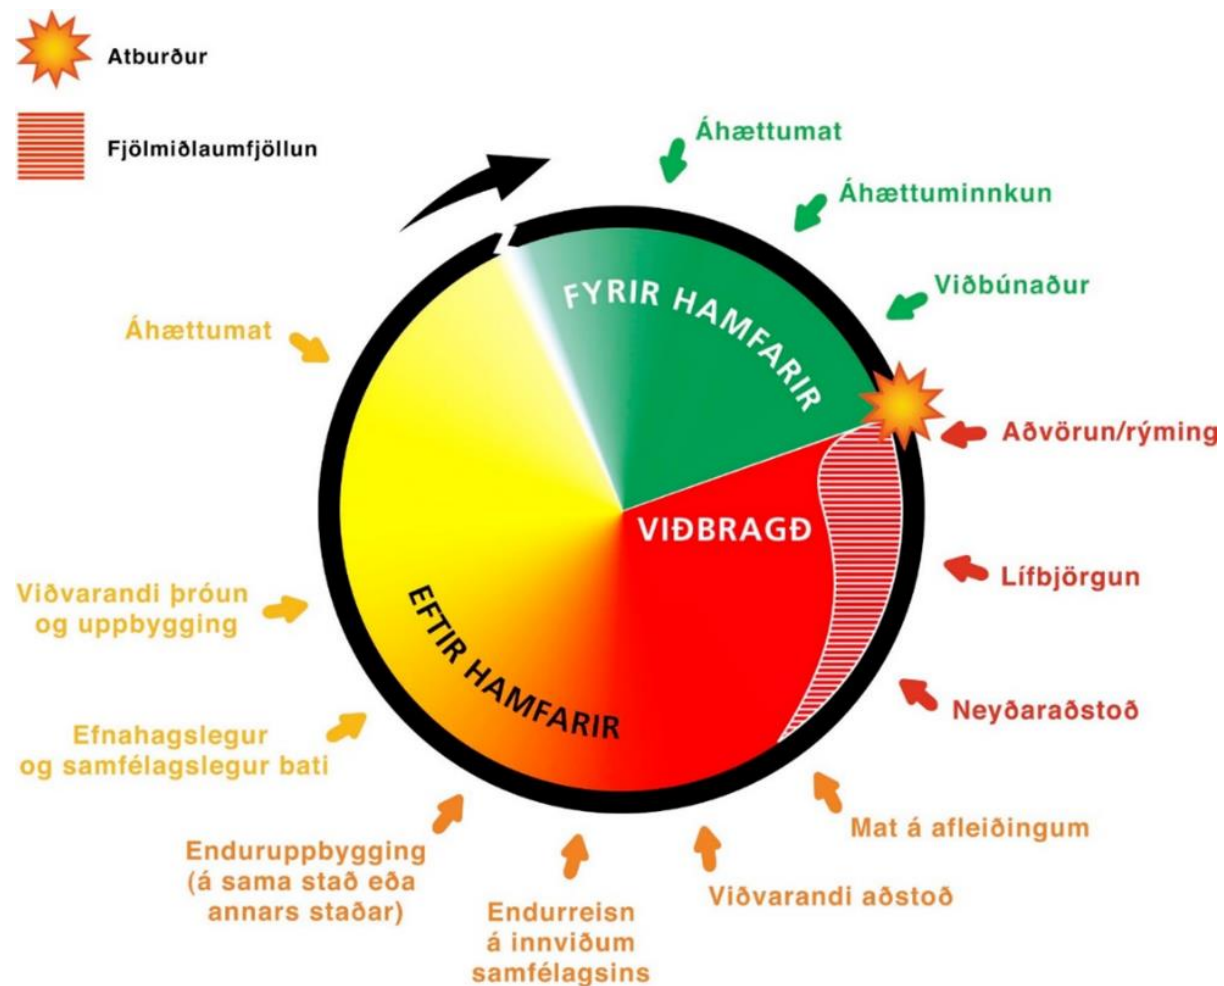 Atburður
Fjölmiðlaumfjöllun
Áhættumat
Áhættuminnkun
Viðbúnaður
Aðvörun/rýming
Lífbjörgun
Neyðaraðstoð
Mat á afleiðingum
Viðvarandi aðstoð
Endurreisn
á innviðum
samfélagsins
Enduruppbygging
(á sama stað eða
annars staðar)
Efnahagslegur
og samfélagslegur bati
Viðvarandi þróun
og uppbygging
Áhættumat
FYRIR HAMFARIR
VIÐBRAGÐ
EFTIR HAMFARIR